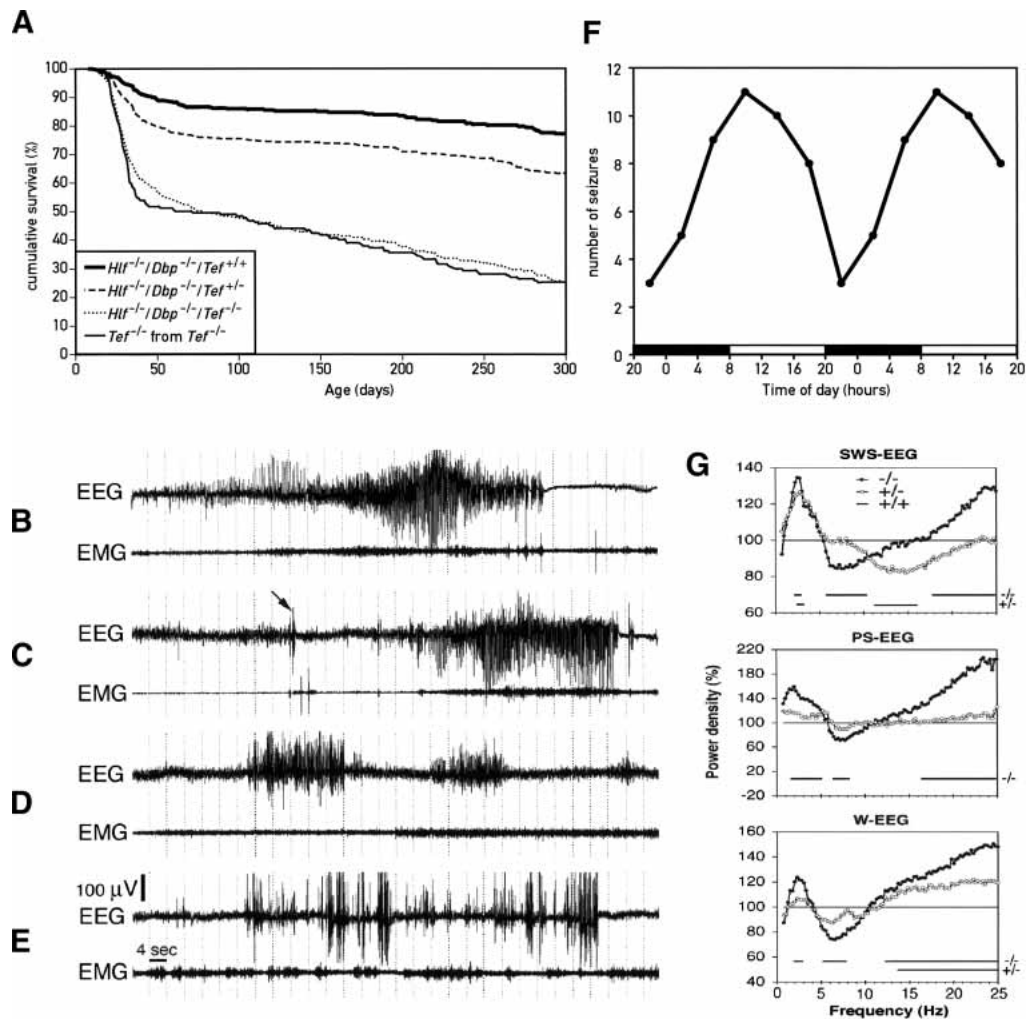 A
100
90
80
70
60
50
40
30
20
10
0
cumulative survival (%)
Hlf-/-/Dbp-/-/Tef+/+
Hlf-/-/Dbp-/-/Tef+/-
Hlf-/-/Dbp-/-/Tef-/-
Tef-/- from Tef-/-
0 50 100 150 200 250 300
Age (days)
F
12
10
8
6
4
2
0
number of seizures
20 0 4 8 12 16 20 0 4 8 12 16 20
Time of day (hours)
B
EEG
EMG
C
EEG
EMG
D
EEG
EMG
E
100 µV
EEG
4 sec
EMG
G
SWS-EEG
140
120
100
80
60
-/-
+/-
+/+
-/-
+/-
PS-EEG
220
180
140
100
60
20
-20
Power density (%)
-/-
W-EEG
160
140
120
100
80
60
40
-/-
+/-
0 5 10 15 20 25
Frequency (Hz)